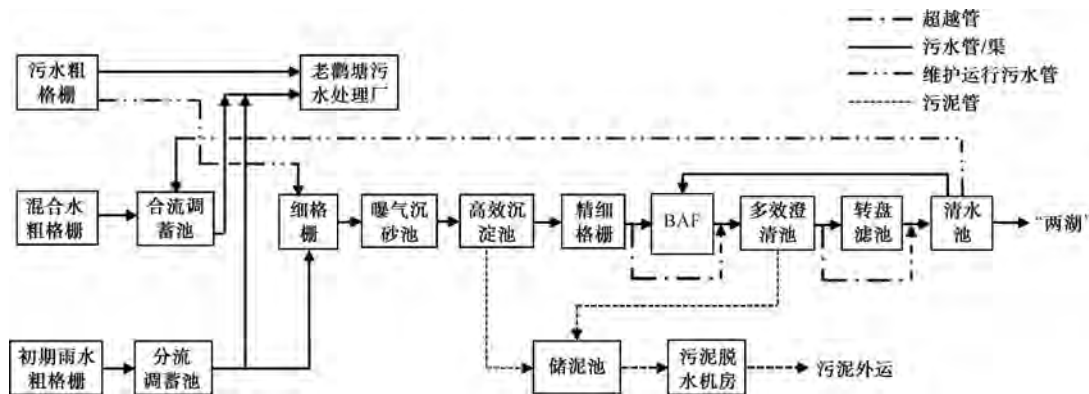 超越管
污水管/渠
维护运行污水管
污泥管
污水粗
格栅
老鹳塘污
水处理厂
混合水
粗格栅
合流调
蓄池
细格
栅
曝气沉
砂池
高效沉
淀池
精细
格栅
BAF
多效澄
清池
转盘
滤池
清水
池
“两湖”
初期雨水
粗格栅
分流
调蓄池
储泥池
污泥脱
水机房
污泥外运